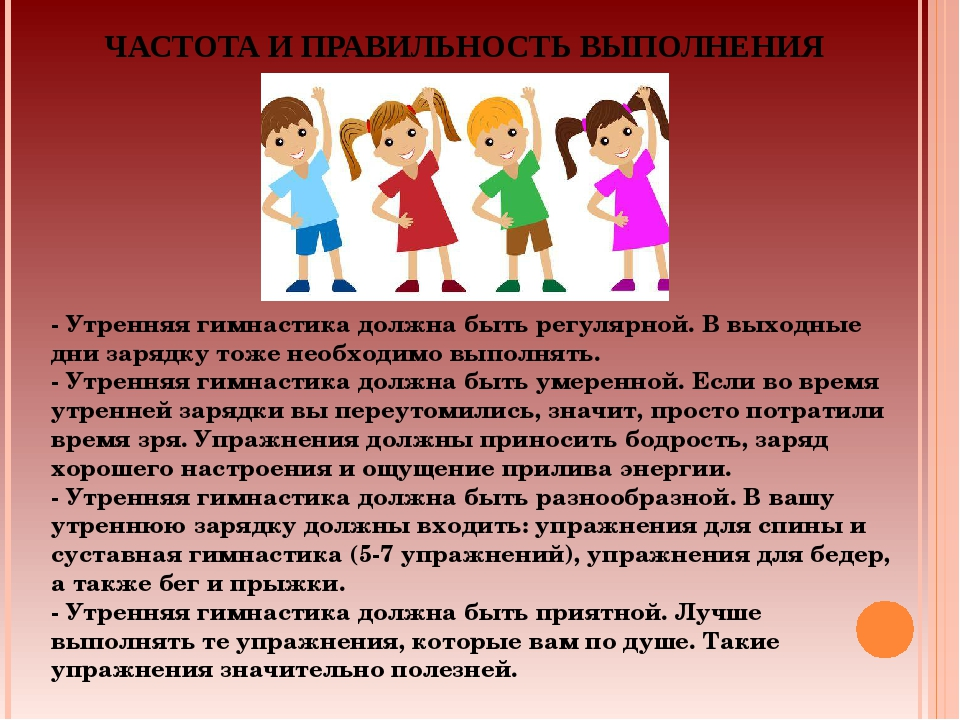 ЧАСТОТА И ПРАВИЛЬНОСТЬ ВЫПОЛНЕНИЯ
- Утренняя гимнастика должна быть регулярной. В выходные
дни зарядку тоже необходимо выполнять.
- Утренняя гимнастика должна быть умеренной. Если во время
утренней зарядки вы переутомились, значит, просто потратили
время зря. Упражнения должны приносить бодрость, заряд
хорошего настроения и ощущение прилива энергии.
- Утренняя гимнастика должна быть разнообразной. В вашу
утреннюю зарядку должны входить: упражнения для спины и
суставная гимнастика (5-7 упражнений), упражнения для бедер,
а также бег и прыжки.
- Утренняя гимнастика должна быть приятной. Лучше
выполнять те упражнения, которые вам по душе. Такие
упражнения значительно полезней.